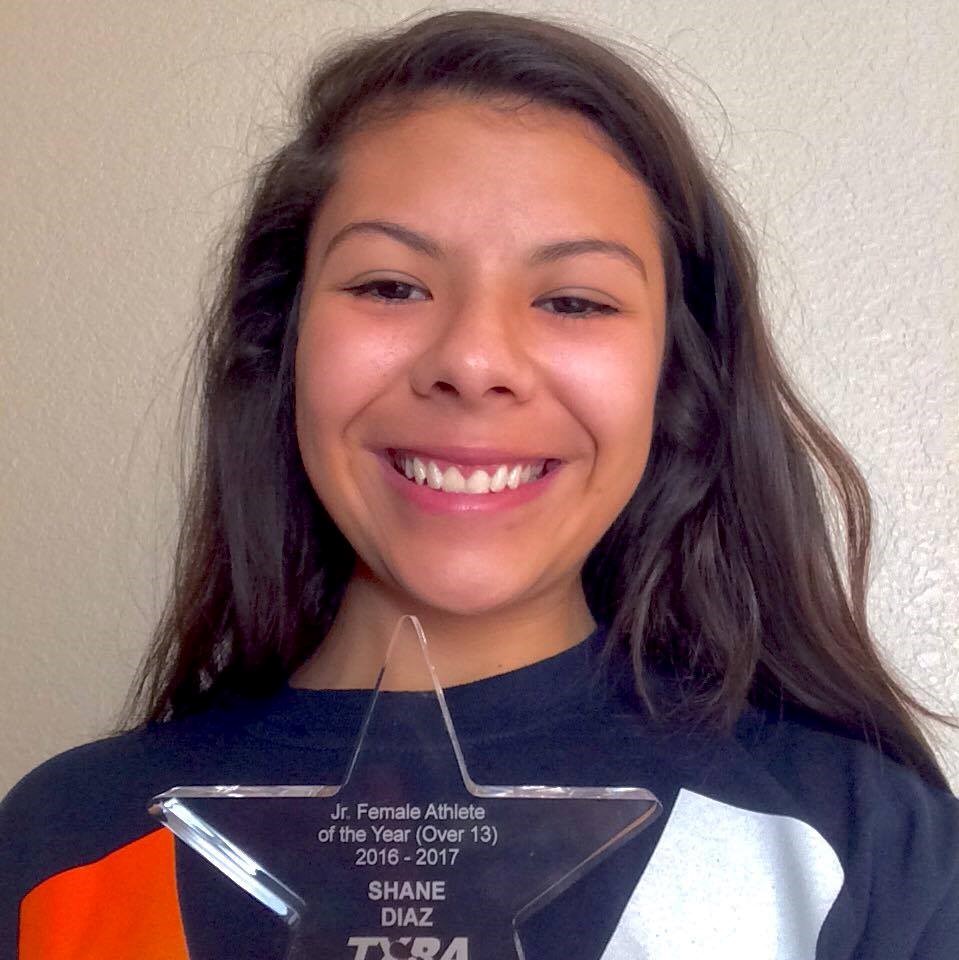 Jr. Female Athlete
of the Year (Over 13)
2016 - 2017
SHANE
DIAZ